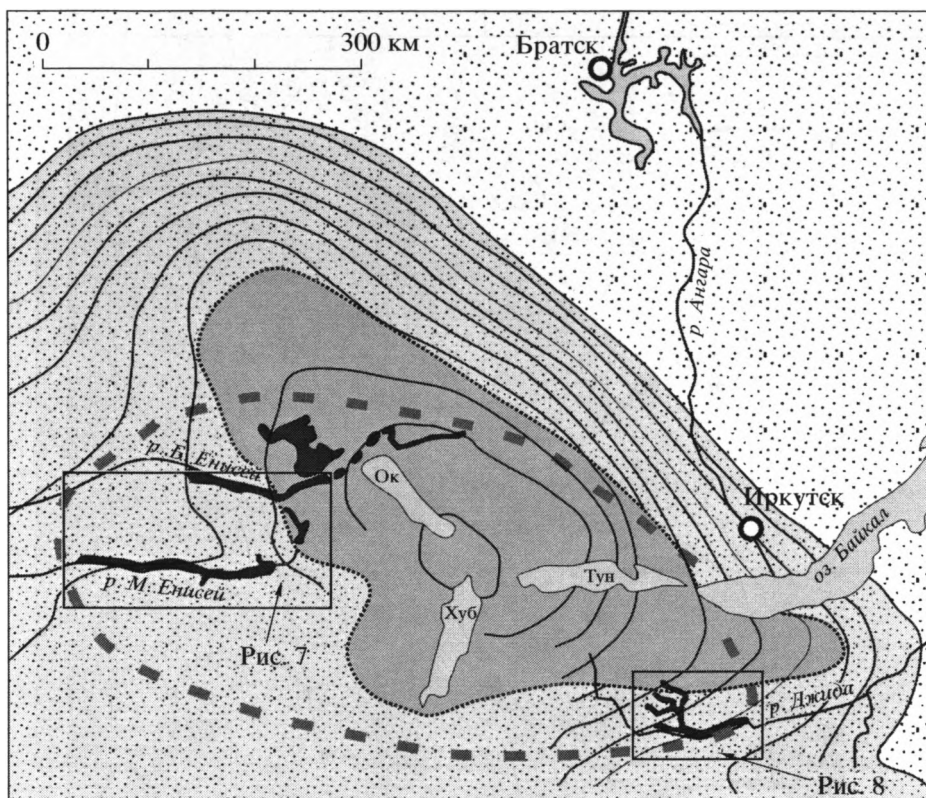 0
300 км
Братск
р. Ангара
Иркутск
оз. Байкал
р. Б. Енисей
Ок
Тун
р. М. Енисей
Хуб
Рис. 7
р. Джида
Рис. 8